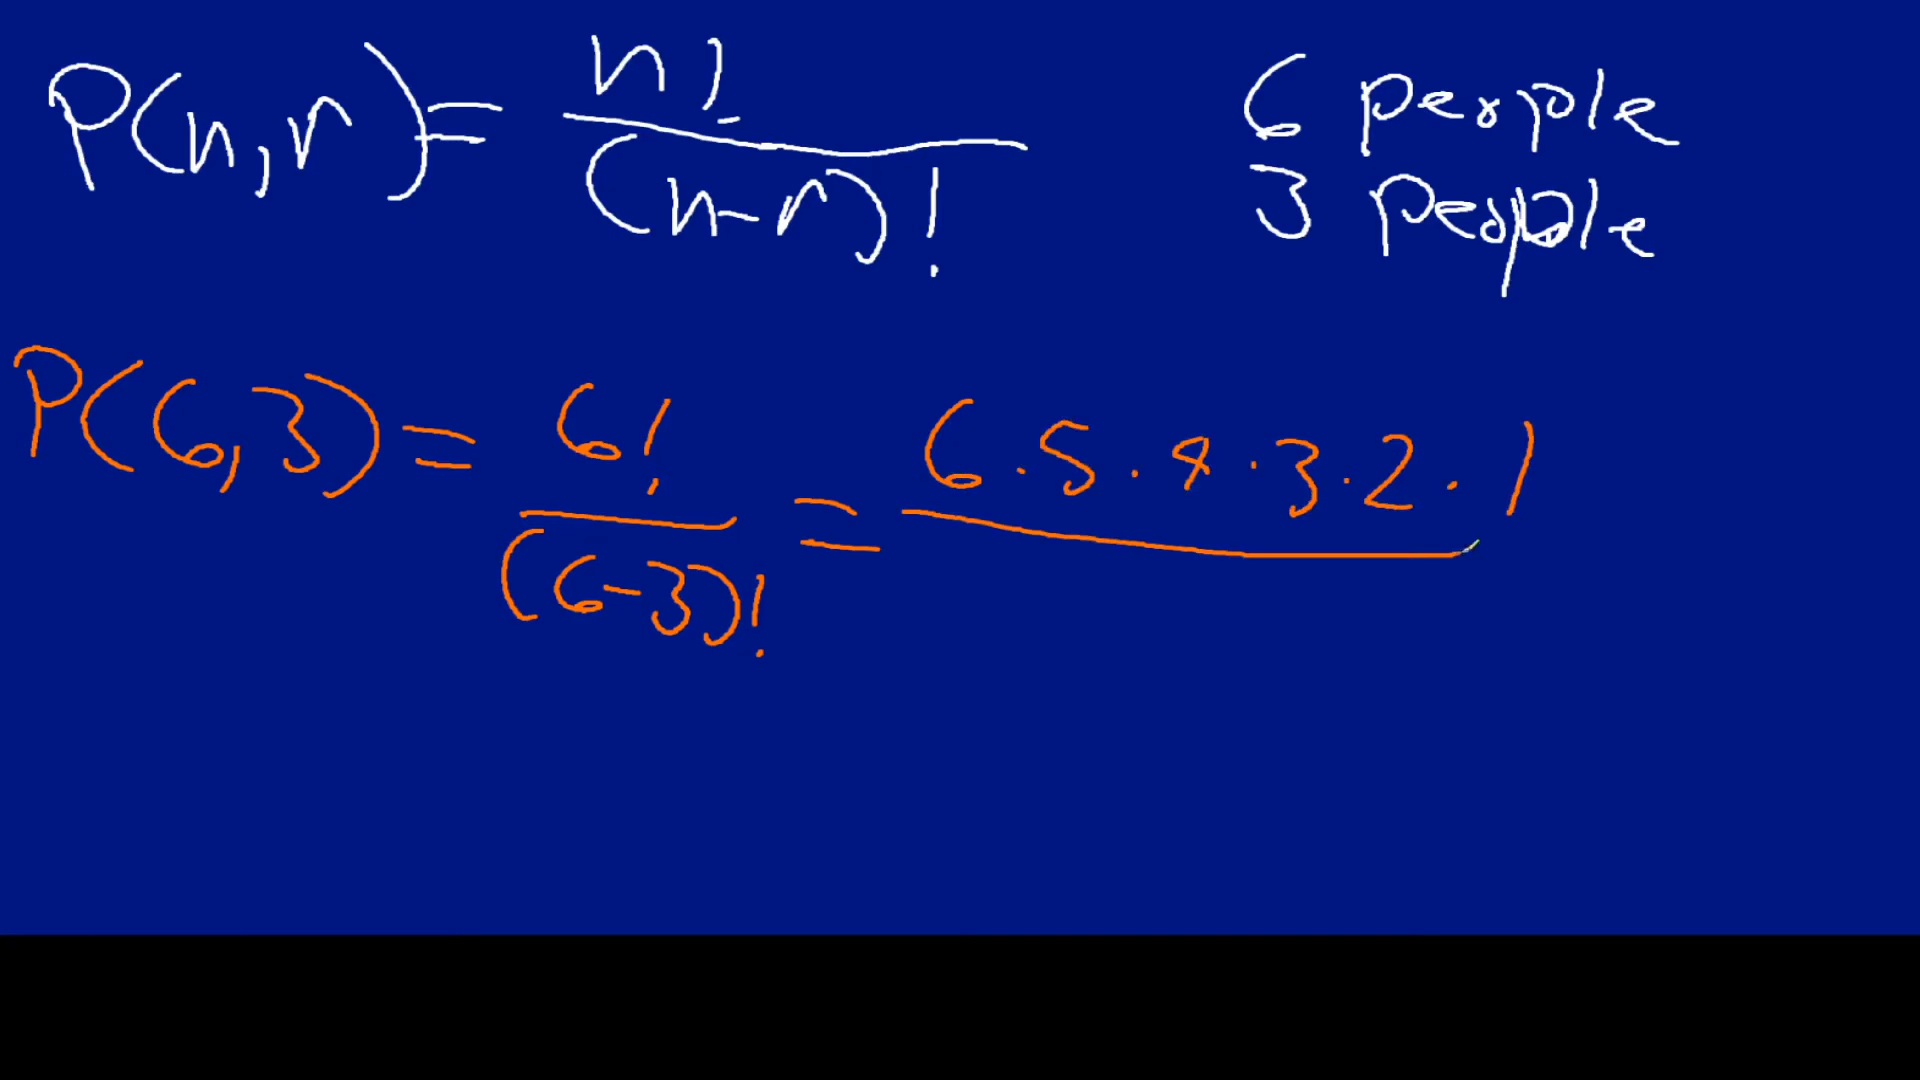 P(n,r) = n! / (n-r)!
6 people
3 people
P(6,3) = 6! / (6-3)! = 6·5·4·3·2·1